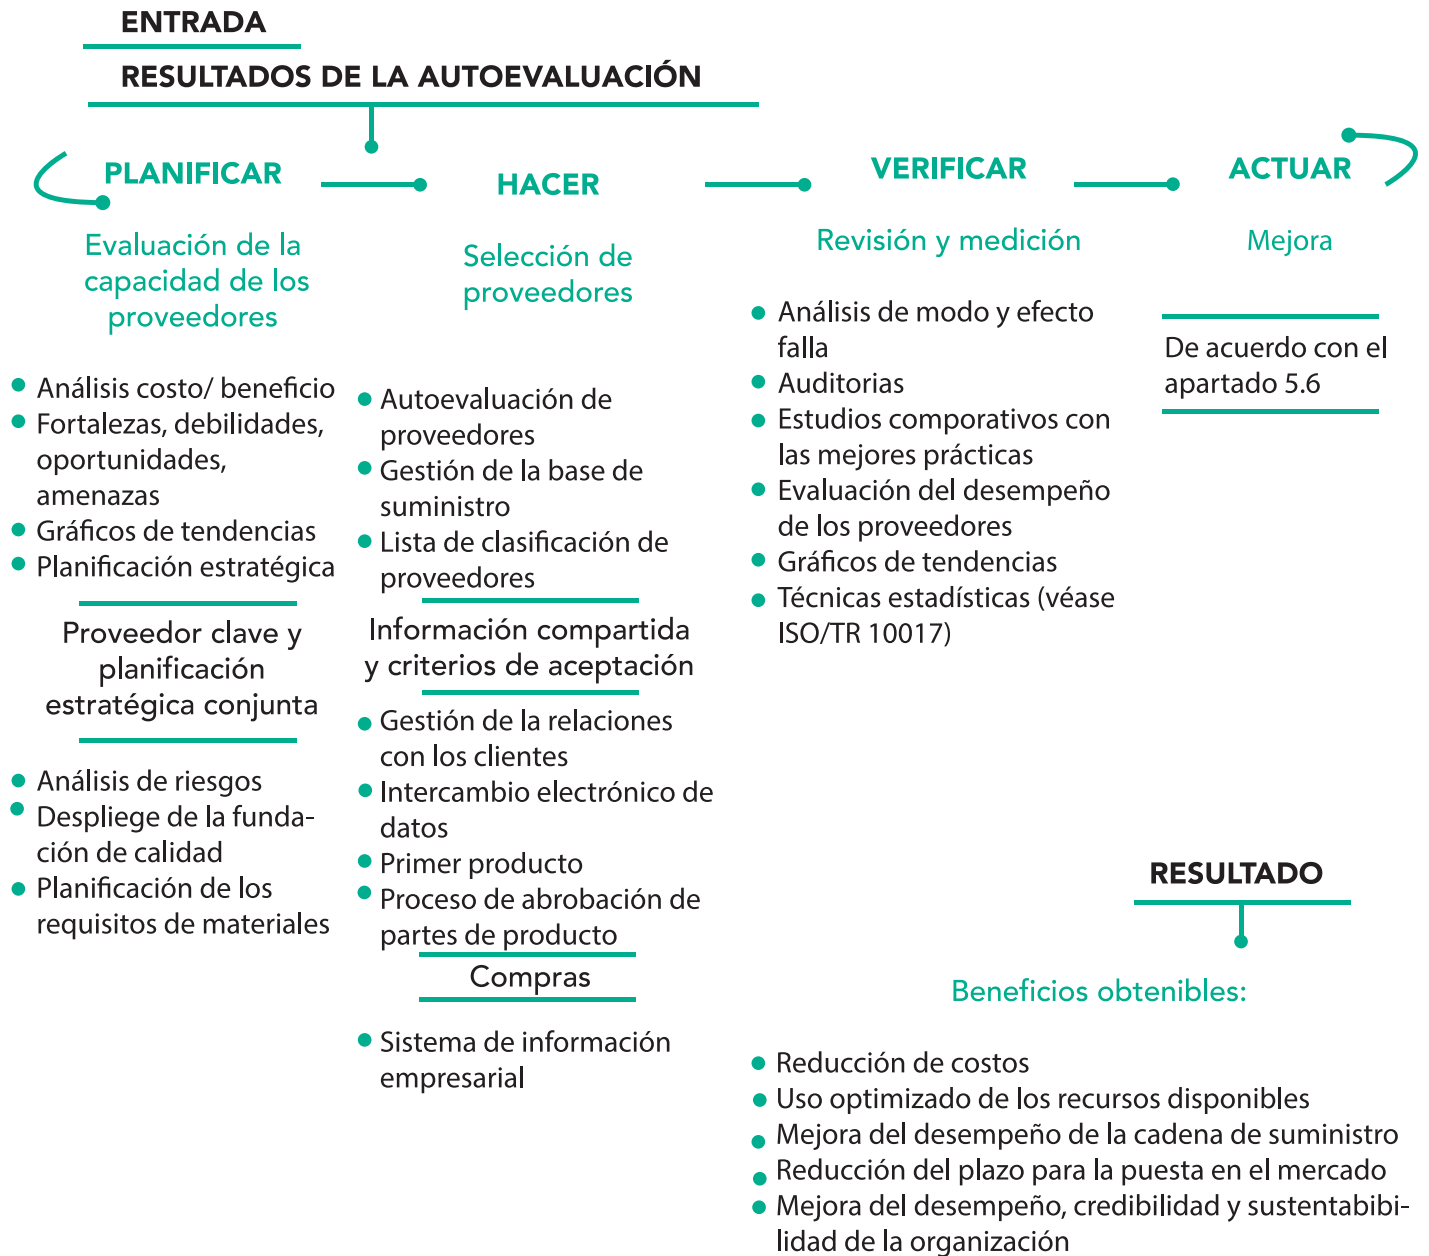 ENTRADA
RESULTADOS DE LA AUTOEVALUACIÓN
PLANIFICAR
Evaluación de la
capacidad de los
proveedores
Análisis costo/ beneficio
Fortalezas, debilidades,
oportunidades,
amenazas
Gráficos de tendencias
Planificación estratégica
Proveedor clave y
planificación
estratégica conjunta
Análisis de riesgos
Despliege de la funda-
ción de calidad
Planificación de los
requisitos de materiales
HACER
Selección de
proveedores
Autoevaluación de
proveedores
Gestión de la base de
suministro
Lista de clasificación de
proveedores
Información compartida
y criterios de aceptación
Gestión de la relaciones
con los clientes
Intercambio electrónico de
datos
Primer producto
Proceso de abrobación de
partes de producto
Compras
Sistema de información
empresarial
VERIFICAR
Revisión y medición
Análisis de modo y efecto
falla
Auditorias
Estudios comporativos con
las mejores prácticas
Evaluación del desempeño
de los proveedores
Gráficos de tendencias
Técnicas estadísticas (véase
ISO/TR 10017)
ACTUAR
Mejora
De acuerdo con el
apartado 5.6
RESULTADO
Beneficios obtenibles:
Reducción de costos
Uso optimizado de los recursos disponibles
Mejora del desempeño de la cadena de suministro
Reducción del plazo para la puesta en el mercado
Mejora del desempeño, credibilidad y sustentabibi-
lidad de la organización